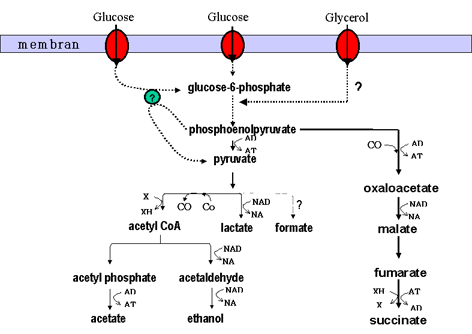 Glucose Glucose Glycerol
membran
glucose-6-phosphate ?
?
phosphoenolpyruvate
AD
AT
CO AD
AT
pyruvate
oxaloacetate
X
XH
CO Co
NAD
NA
?
NAD
NA
acetyl CoA lactate formate
malate
NAD
NA
acetyl phosphate acetaldehyde
fumarate
AD
AT
NAD
NA
XH AT
X AD
acetate ethanol succinate